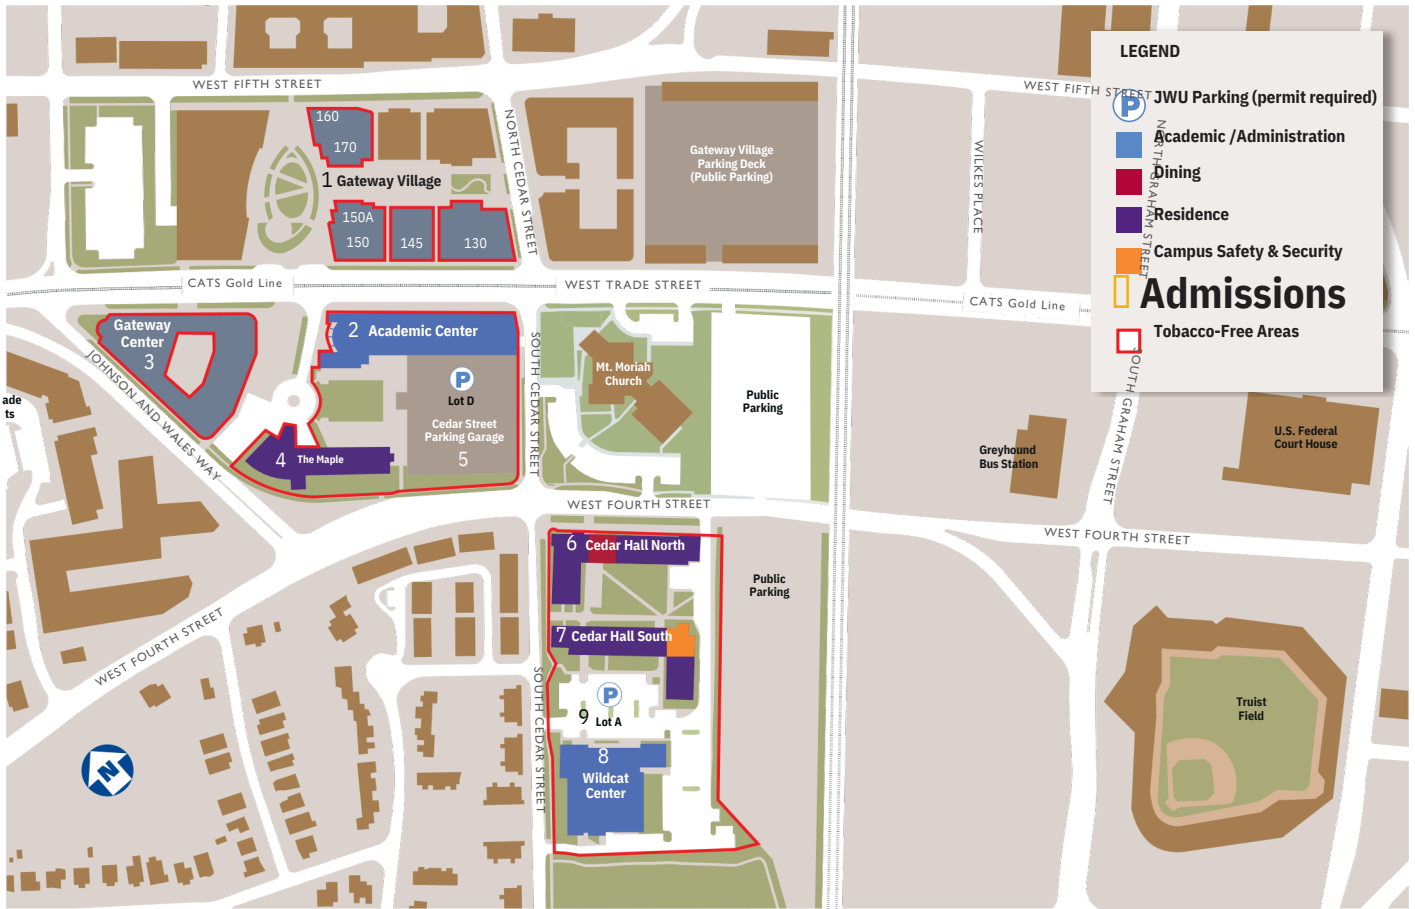 LEGEND
JWU Parking (permit required)
Academic /Administration
Dining
Residence
Campus Safety & Security
Admissions
Tobacco-Free Areas
P
WEST FIFTH STREET
WEST FIFTH STREET
NORTH GRAHAM STREET
160
170
1 Gateway Village
150A
150
145
130
NORTH CEDAR STREET
Gateway Village
Parking Deck
(Public Parking)
WILKES PLACE
CATS Gold Line
WEST TRADE STREET
CATS Gold Line
Gateway
Center
3
2 Academic Center
P
Lot D
Cedar Street
Parking Garage
5
4 The Maple
JOHNSON AND WALES WAY
ade
ts
SOUTH CEDAR STREET
Mt. Moriah
Church
Public
Parking
Greyhound
Bus Station
SOUTH GRAHAM STREET
U.S. Federal
Court House
WEST FOURTH STREET
WEST FOURTH STREET
6 Cedar Hall North
Public
Parking
7 Cedar Hall South
WEST FOURTH STREET
SOUTH CEDAR STREET
P
9 Lot A
8
Wildcat
Center
Truist
Field
N